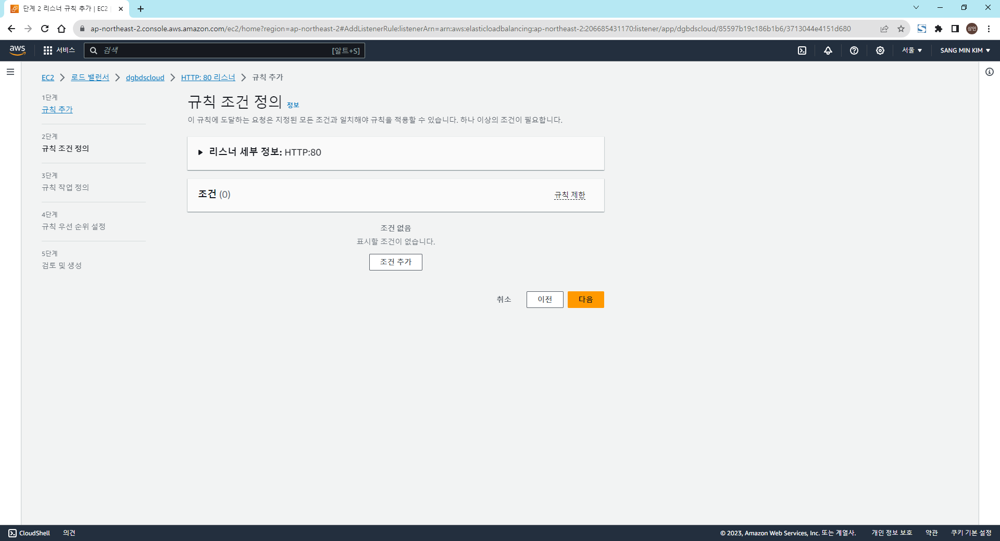 단계 2 리스너 규칙 추가 | EC2
ap-northeast-2.console.aws.amazon.com/ec2/home?region=ap-northeast-2#AddListenerRule:listenerArn=arn:aws:elasticloadbalancing:ap-northeast-2:206685431170:listener/app/dgbdscloud/85597b19c186b1b6/3713044e4151d680
상민
aws 서비스 검색 [알트+S] 서울 SANG MIN KIM
EC2 로드 밸런서 dgbdscloud HTTP: 80 리스너 규칙 추가
1단계
규칙 추가
2단계
규칙 조건 정의
3단계
규칙 작업 정의
4단계
규칙 우선 순위 설정
5단계
검토 및 생성
규칙 조건 정의 정보
이 규칙에 도달하는 요청은 지정된 모든 조건과 일치해야 규칙을 적용할 수 있습니다. 하나 이상의 조건이 필요합니다.
리스너 세부 정보: HTTP:80
조건 (0) 규칙 제한
조건 없음
표시할 조건이 없습니다.
조건 추가
취소 이전 다음
CloudShell 의견 © 2023, Amazon Web Services, Inc. 또는 계열사. 개인 정보 보호 약관 쿠키 기본 설정